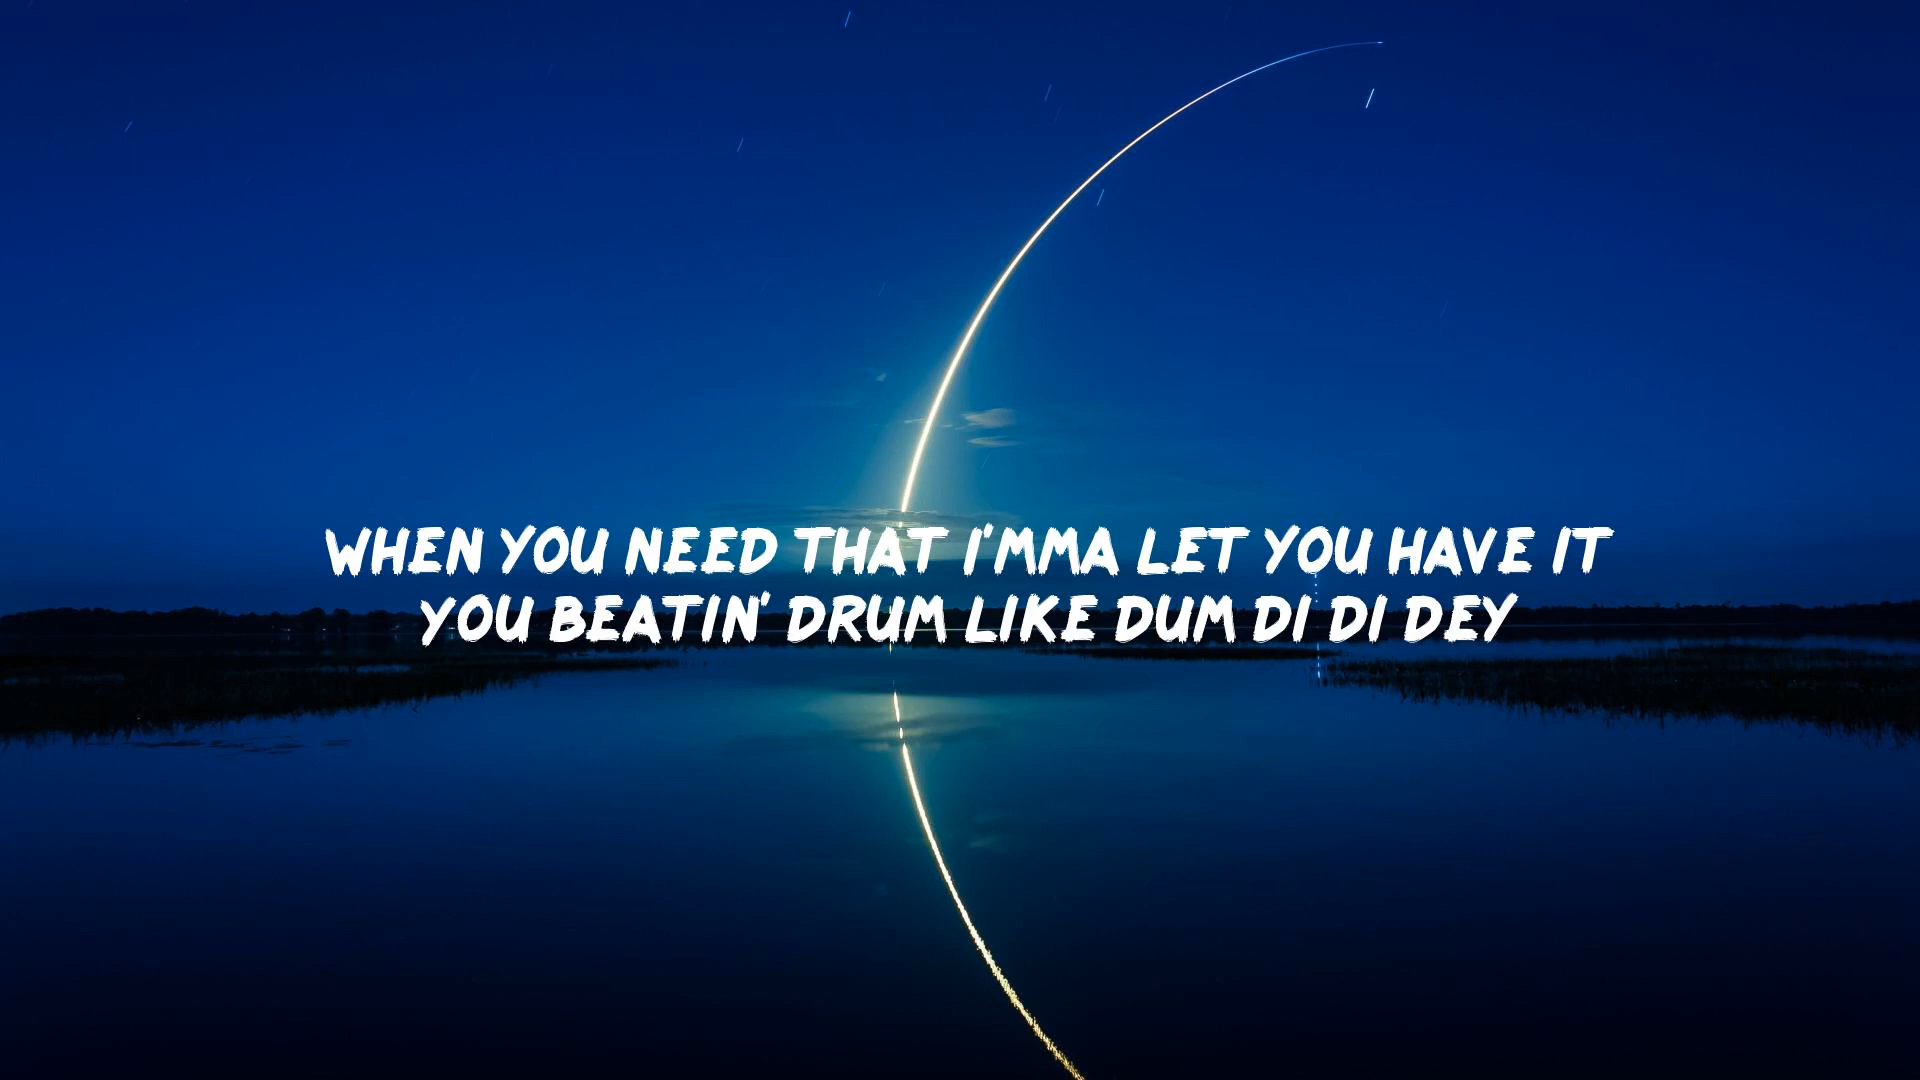 WHEN YOU NEED THAT I'MMA LET YOU HAVE IT
YOU BEATIN' DRUM LIKE DUM DI DI DEY